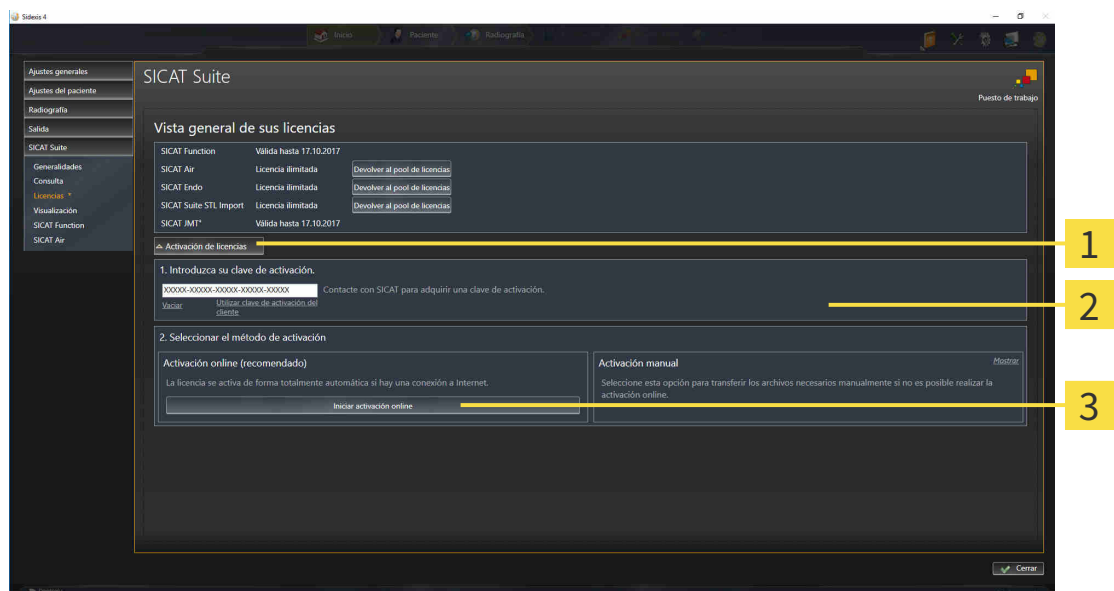 Sidexis 4
Inicio Paciente Radiografía
Ajustes generales
Ajustes del paciente
Radiografía
Salida
SICAT Suite
Generalidades
Consulta
Licencias *
Visualización
SICAT Function
SICAT Air
SICAT Suite
Puesto de trabajo
Vista general de sus licencias
SICAT Function Válida hasta 17.10.2017
SICAT Air Licencia ilimitada Devolver al pool de licencias
SICAT Endo Licencia ilimitada Devolver al pool de licencias
SICAT Suite STL Import Licencia ilimitada Devolver al pool de licencias
SICAT JMT⁺ Válida hasta 17.10.2017
Activación de licencias
1
1. Introduzca su clave de activación.
XXXXX-XXXXX-XXXXX-XXXXX-XXXXX Contacte con SICAT para adquirir una clave de activación.
Vaciar Utilizar clave de activación del
cliente
2
2. Seleccionar el método de activación
Activación online (recomendado)
La licencia se activa de forma totalmente automática si hay una conexión a Internet.
Iniciar activación online
Activación manual Mostrar
Seleccione esta opción para transferir los archivos necesarios manualmente si no es posible realizar la
activación online.
3
Cerrar